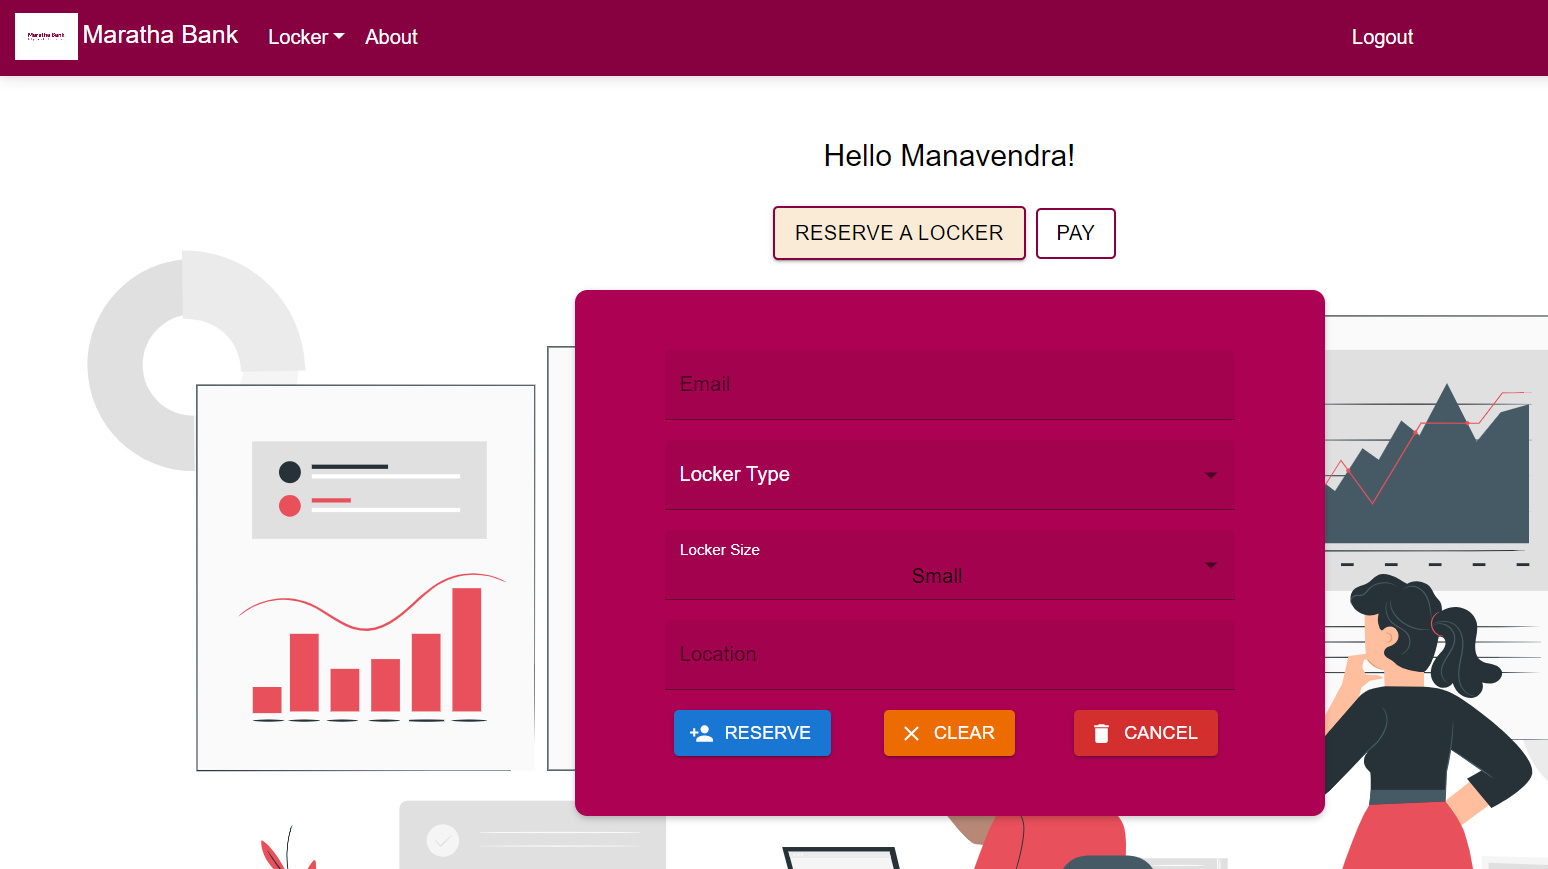 Maratha Bank
Maratha Bank
Locker
About
Logout
Hello Manavendra!
RESERVE A LOCKER
PAY
Email
Locker Type
Locker Size
Small
Location
RESERVE
CLEAR
CANCEL